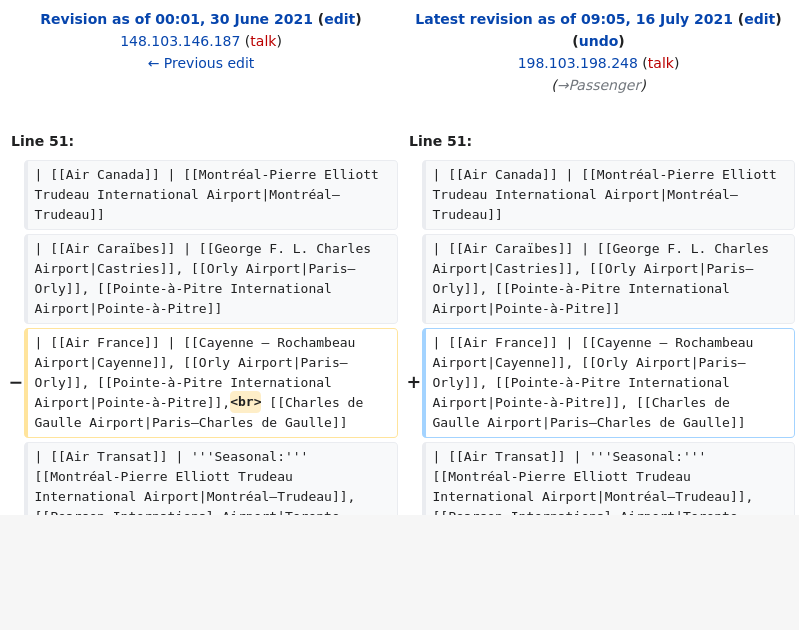 Revision as of 00:01, 30 June 2021 (edit)
148.103.146.187 (talk)
← Previous edit
Latest revision as of 09:05, 16 July 2021 (edit)
(undo)
198.103.198.248 (talk)
(→Passenger)
Line 51:
Line 51:
| [[Air Canada]] | [[Montréal-Pierre Elliott
Trudeau International Airport|Montréal–
Trudeau]]
| [[Air Canada]] | [[Montréal-Pierre Elliott
Trudeau International Airport|Montréal–
Trudeau]]
| [[Air Caraïbes]] | [[George F. L. Charles
Airport|Castries]], [[Orly Airport|Paris–
Orly]], [[Pointe-à-Pitre International
Airport|Pointe-à-Pitre]]
| [[Air Caraïbes]] | [[George F. L. Charles
Airport|Castries]], [[Orly Airport|Paris–
Orly]], [[Pointe-à-Pitre International
Airport|Pointe-à-Pitre]]
−
| [[Air France]] | [[Cayenne – Rochambeau
Airport|Cayenne]], [[Orly Airport|Paris–
Orly]], [[Pointe-à-Pitre International
Airport|Pointe-à-Pitre]],<br> [[Charles de
Gaulle Airport|Paris–Charles de Gaulle]]
+
| [[Air France]] | [[Cayenne – Rochambeau
Airport|Cayenne]], [[Orly Airport|Paris–
Orly]], [[Pointe-à-Pitre International
Airport|Pointe-à-Pitre]], [[Charles de
Gaulle Airport|Paris–Charles de Gaulle]]
| [[Air Transat]] | '''Seasonal:'''
[[Montréal-Pierre Elliott Trudeau
International Airport|Montréal–Trudeau]],
[[Pearson International Airport|Toronto–
| [[Air Transat]] | '''Seasonal:'''
[[Montréal-Pierre Elliott Trudeau
International Airport|Montréal–Trudeau]],
[[Pearson International Airport|Toronto–